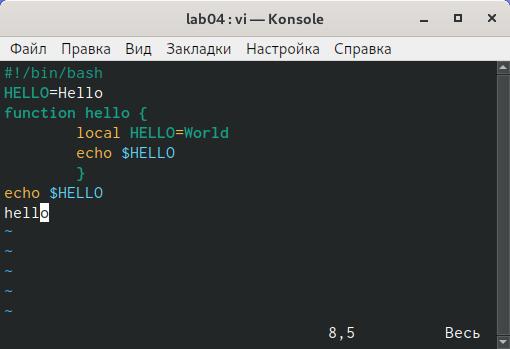 lab04 : vi — Konsole
Файл Правка Вид Закладки Настройка Справка
#!/bin/bash
HELLO=Hello
function hello {
        local HELLO=World
        echo $HELLO
        }
echo $HELLO
hello
~
~
~
~
~
8,5 Весь